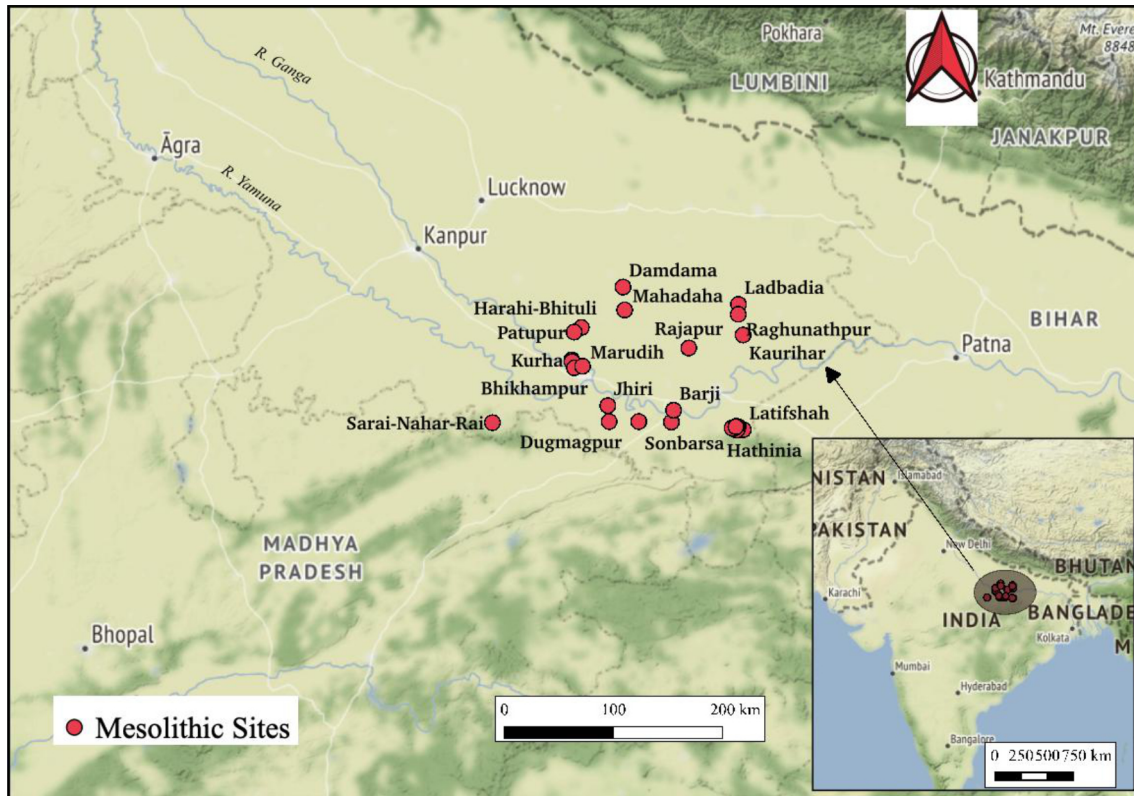 Pokhara
Mt. Evere
8848
LUMBINI
Kathmandu
JANAKPUR
R. Ganga
Āgra
R. Yamuna
Lucknow
Kanpur
Damdama
Mahadaha
Ladbadia
Harahi-Bhituli
Patupur
Rajapur
Raghunathpur
BIHAR
Kurha
Marudih
Kaurihar
Patna
Bhikhampur
Jhiri
Barji
Sarai-Nahar-Rai
Latifshah
Dugmagpur
Sonbarsa
Hathinia
MADHYA
PRADESH
Bhopal
Mesolithic Sites
0 100 200 km
NISTAN
Islamabad
PAKISTAN
New Delhi
BHUTAN
Karachi
INDIA
BANGLADE
Kolkata
M
Mumbai
Hyderabad
Bangalore
0 250 500 750 km